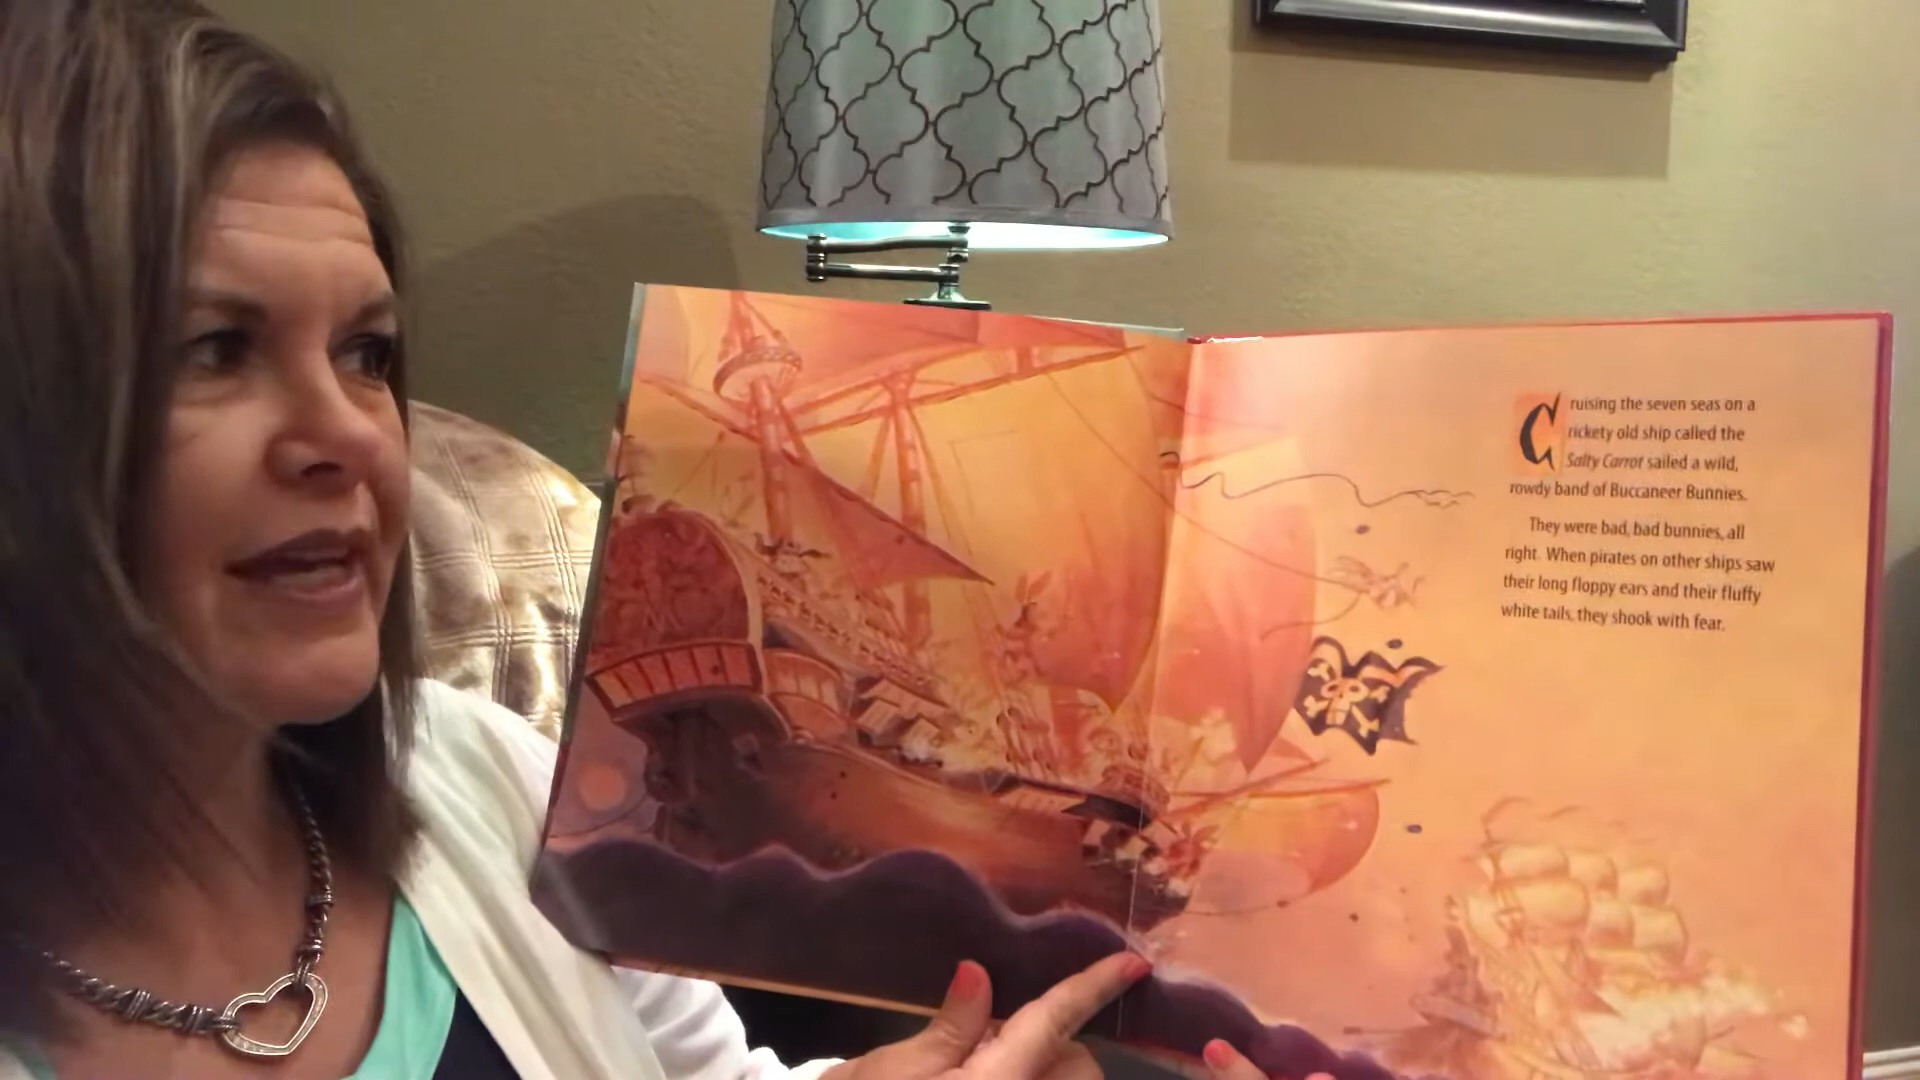 Cruising the seven seas on a
rickety old ship called the
Salty Carrot sailed a wild,
rowdy band of Buccaneer Bunnies.
They were bad, bad bunnies, all
right. When pirates on other ships saw
their long floppy ears and their fluffy
white tails, they shook with fear.